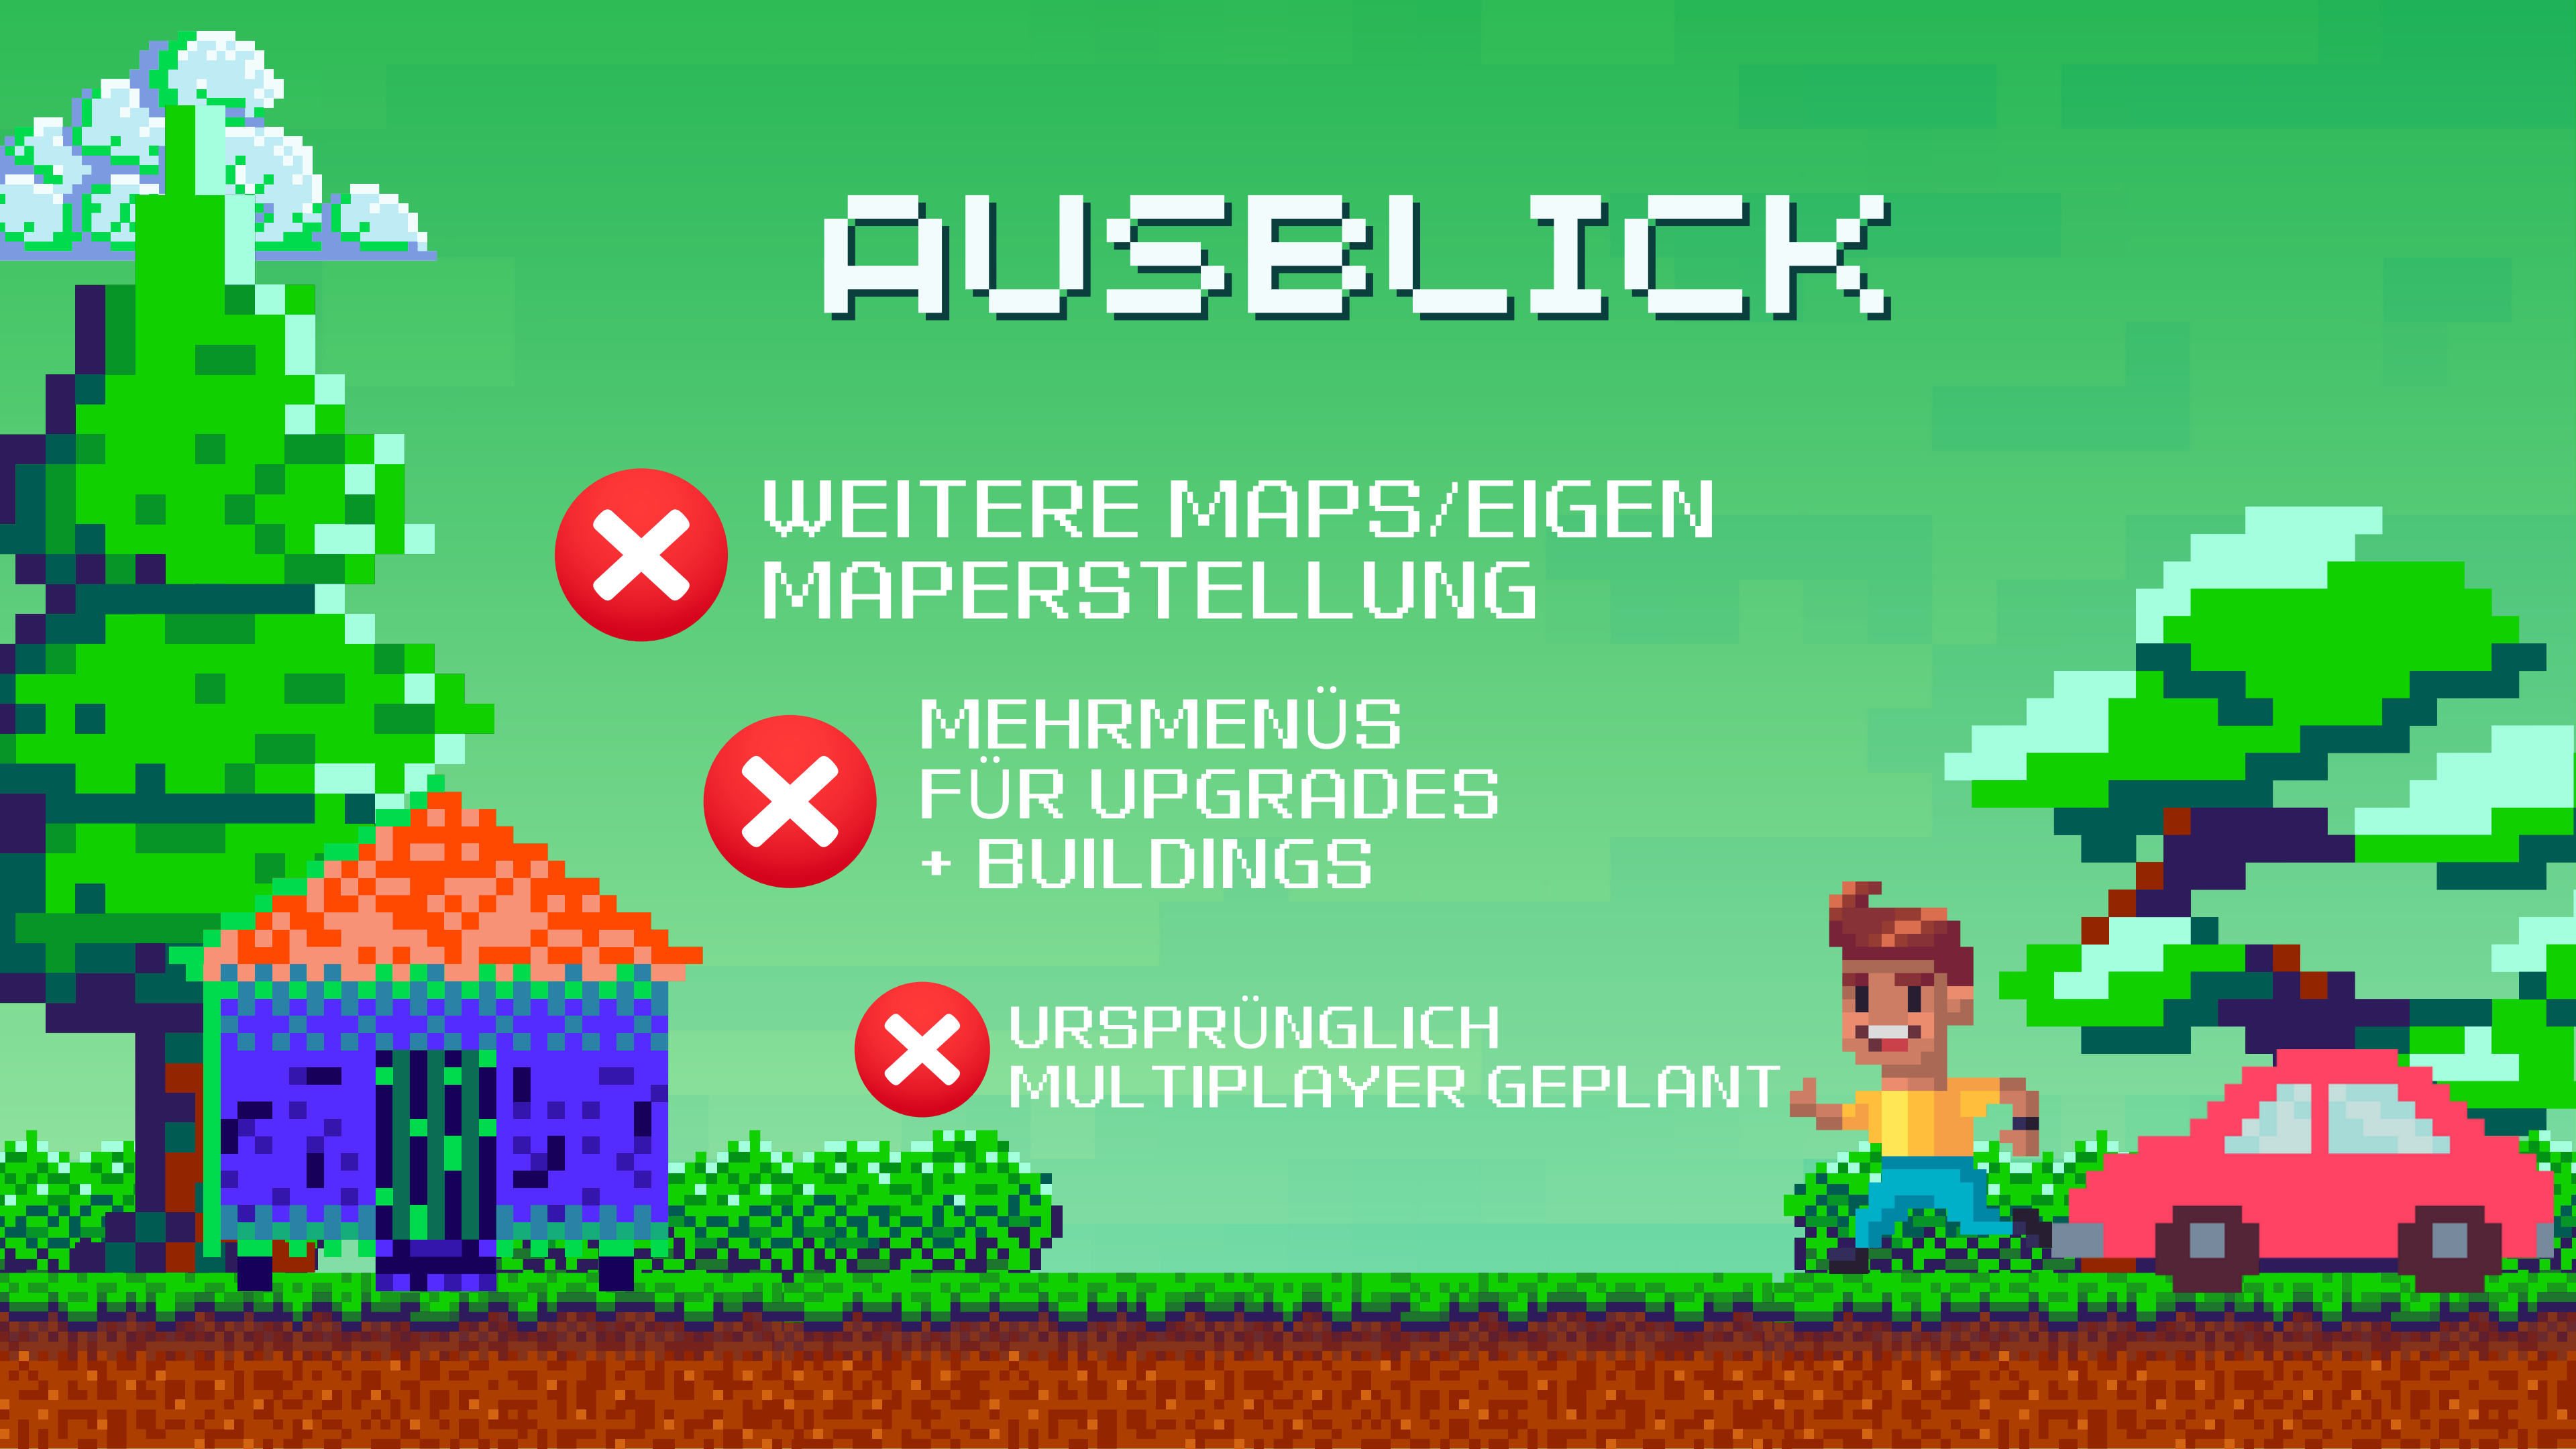 AUSBLICK
WEITERE MAPS/EIGEN
MAPERSTELLUNG
MEHRMENÜS
FÜR UPGRADES
+ BUILDINGS
URSPRÜNGLICH
MULTIPLAYER GEPLANT